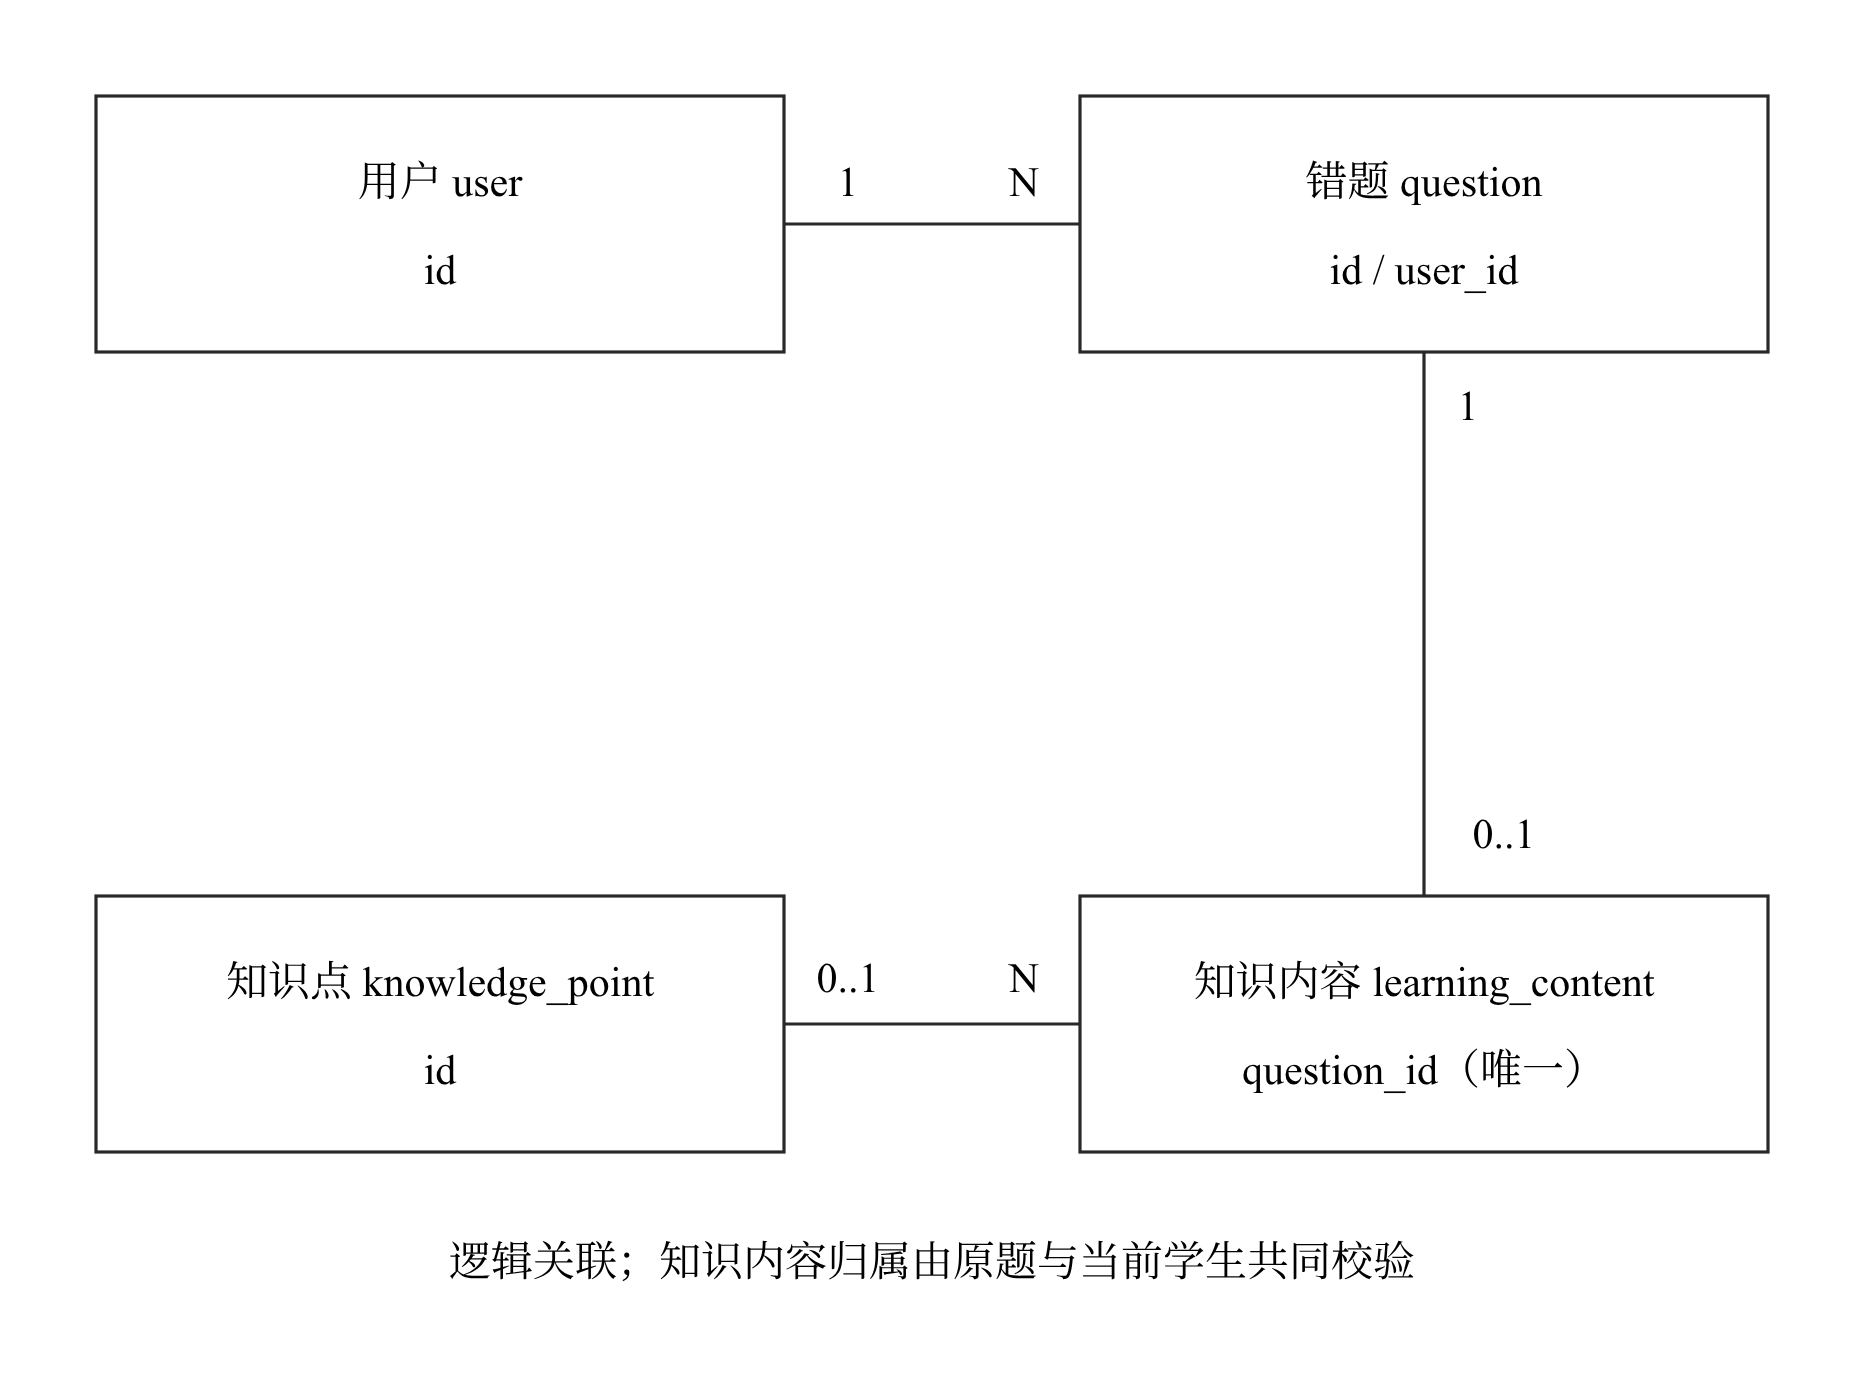 用户 user
id
1
N
错题 question
id / user_id
1
0..1
知识点 knowledge_point
id
0..1
N
知识内容 learning_content
question_id（唯一）
逻辑关联；知识内容归属由原题与当前学生共同校验